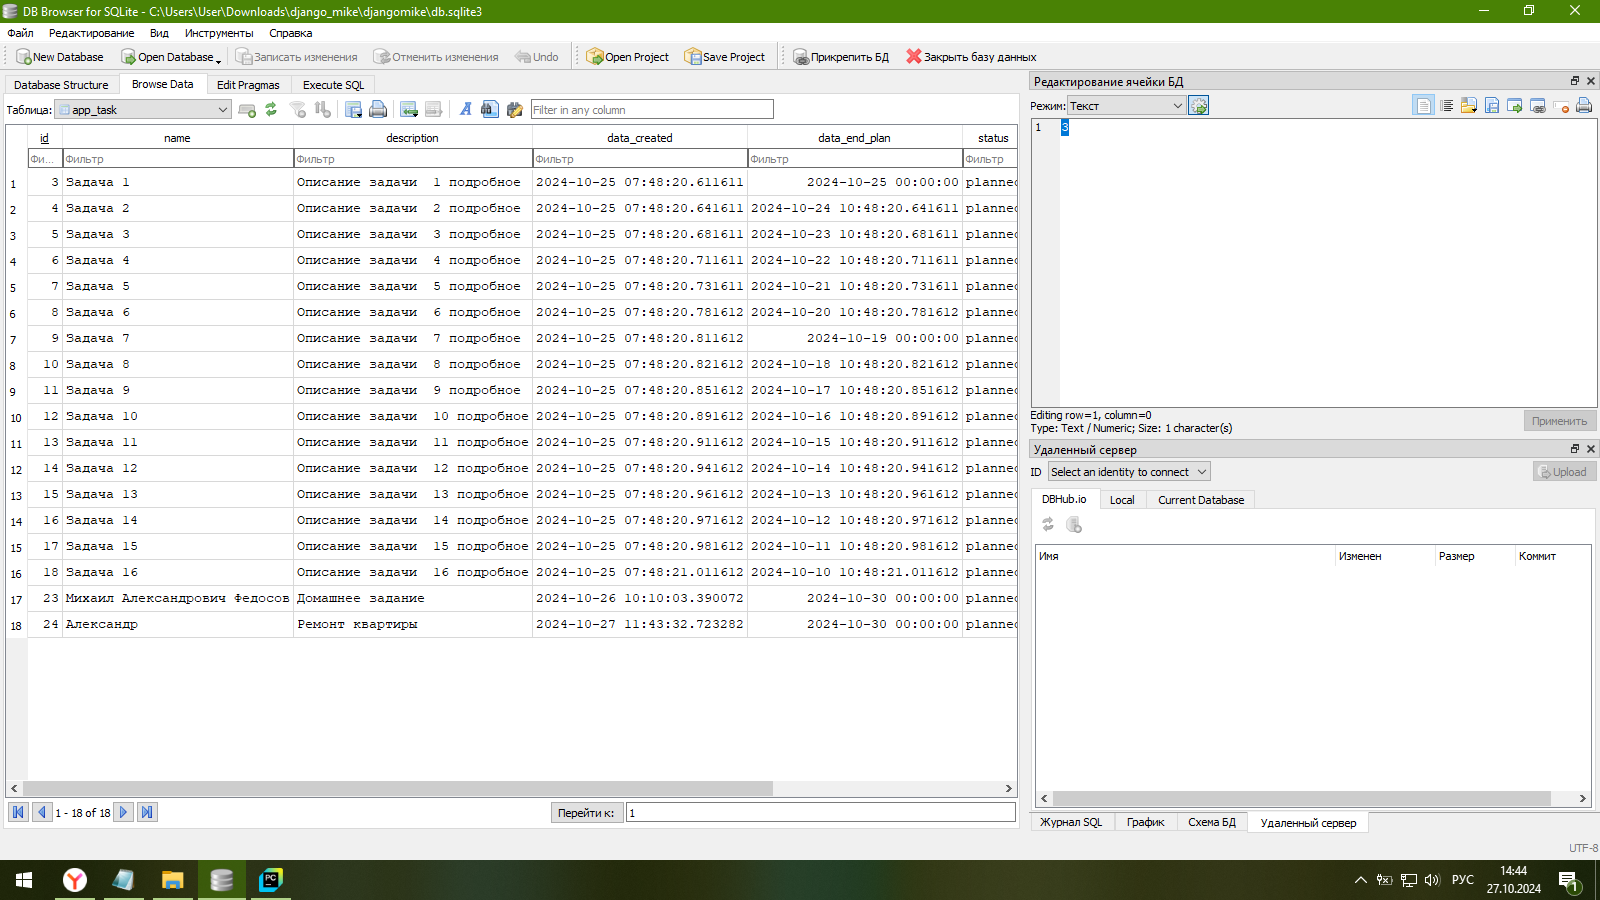 DB Browser for SQLite - C:\Users\User\Downloads\django_mike\djangomike\db.sqlite3
Файл Редактирование Вид Инструменты Справка
New Database Open Database Записать изменения Отменить изменения Undo Open Project Save Project Прикрепить БД Закрыть базу данных
Database Structure Browse Data Edit Pragmas Execute SQL
Таблица: app_task Filter in any column
id name description data_created data_end_plan status
Фи... Фильтр Фильтр Фильтр Фильтр Фильтр
1 3 Задача 1 Описание задачи 1 подробное 2024-10-25 07:48:20.611611 2024-10-25 00:00:00 planned
2 4 Задача 2 Описание задачи 2 подробное 2024-10-25 07:48:20.641611 2024-10-24 10:48:20.641611 planned
3 5 Задача 3 Описание задачи 3 подробное 2024-10-25 07:48:20.681611 2024-10-23 10:48:20.681611 planned
4 6 Задача 4 Описание задачи 4 подробное 2024-10-25 07:48:20.711611 2024-10-22 10:48:20.711611 planned
5 7 Задача 5 Описание задачи 5 подробное 2024-10-25 07:48:20.731611 2024-10-21 10:48:20.731611 planned
6 8 Задача 6 Описание задачи 6 подробное 2024-10-25 07:48:20.781612 2024-10-20 10:48:20.781612 planned
7 9 Задача 7 Описание задачи 7 подробное 2024-10-25 07:48:20.811612 2024-10-19 00:00:00 planned
8 10 Задача 8 Описание задачи 8 подробное 2024-10-25 07:48:20.821612 2024-10-18 10:48:20.821612 planned
9 11 Задача 9 Описание задачи 9 подробное 2024-10-25 07:48:20.851612 2024-10-17 10:48:20.851612 planned
10 12 Задача 10 Описание задачи 10 подробное 2024-10-25 07:48:20.891612 2024-10-16 10:48:20.891612 planned
11 13 Задача 11 Описание задачи 11 подробное 2024-10-25 07:48:20.911612 2024-10-15 10:48:20.911612 planned
12 14 Задача 12 Описание задачи 12 подробное 2024-10-25 07:48:20.941612 2024-10-14 10:48:20.941612 planned
13 15 Задача 13 Описание задачи 13 подробное 2024-10-25 07:48:20.961612 2024-10-13 10:48:20.961612 planned
14 16 Задача 14 Описание задачи 14 подробное 2024-10-25 07:48:20.971612 2024-10-12 10:48:20.971612 planned
15 17 Задача 15 Описание задачи 15 подробное 2024-10-25 07:48:20.981612 2024-10-11 10:48:20.981612 planned
16 18 Задача 16 Описание задачи 16 подробное 2024-10-25 07:48:21.011612 2024-10-10 10:48:21.011612 planned
17 23 Михаил Александрович Федосов Домашнее задание 2024-10-26 10:10:03.390072 2024-10-30 00:00:00 planned
18 24 Александр Ремонт квартиры 2024-10-27 11:43:32.723282 2024-10-30 00:00:00 planned
1 - 18 of 18 Перейти к: 1
Редактирование ячейки БД
Режим: Текст
1 3
Editing row=1, column=0
Type: Text / Numeric; Size: 1 character(s)
Применить
Удаленный сервер
ID Select an identity to connect Upload
DBHub.io Local Current Database
Имя Изменен Размер Коммит
Журнал SQL График Схема БД Удаленный сервер
UTF-8
РУС 14:44
27.10.2024
1